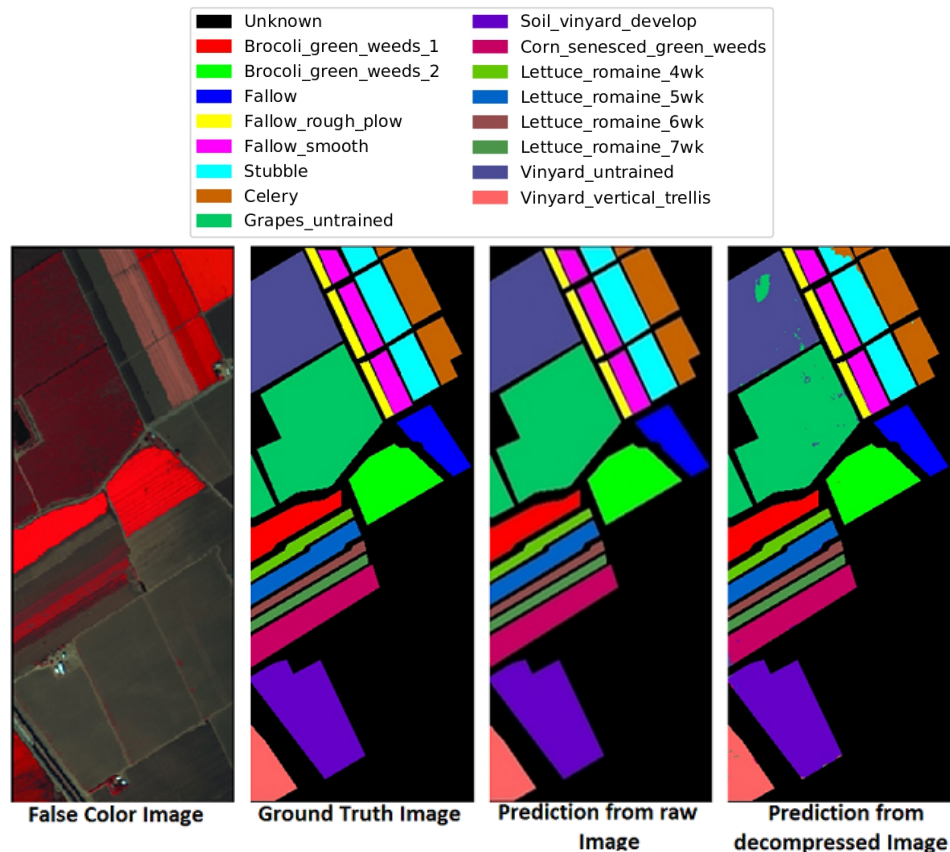 Unknown
Brocoli_green_weeds_1
Brocoli_green_weeds_2
Fallow
Fallow_rough_plow
Fallow_smooth
Stubble
Celery
Grapes_untrained
Soil_vinyard_develop
Corn_senesced_green_weeds
Lettuce_romaine_4wk
Lettuce_romaine_5wk
Lettuce_romaine_6wk
Lettuce_romaine_7wk
Vinyard_untrained
Vinyard_vertical_trellis
False Color Image
Ground Truth Image
Prediction from raw
Image
Prediction from
decompressed Image